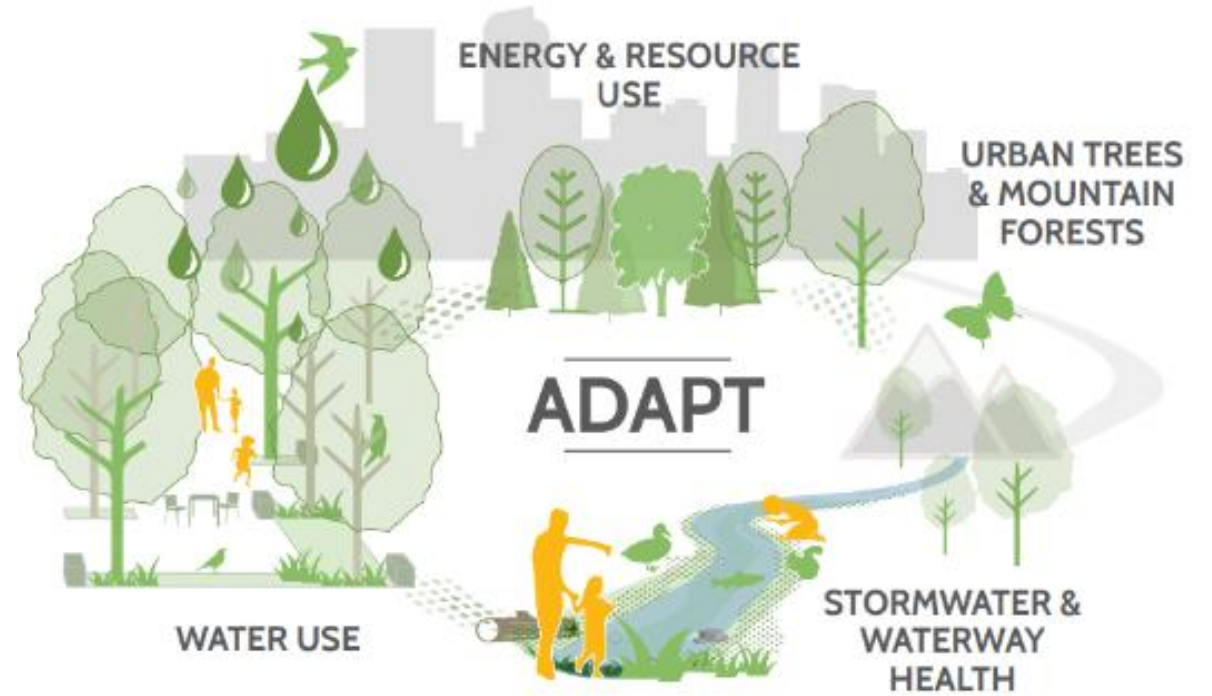 ENERGY & RESOURCE
USE
URBAN TREES
& MOUNTAIN
FORESTS
ADAPT
STORMWATER &
WATERWAY
HEALTH
WATER USE